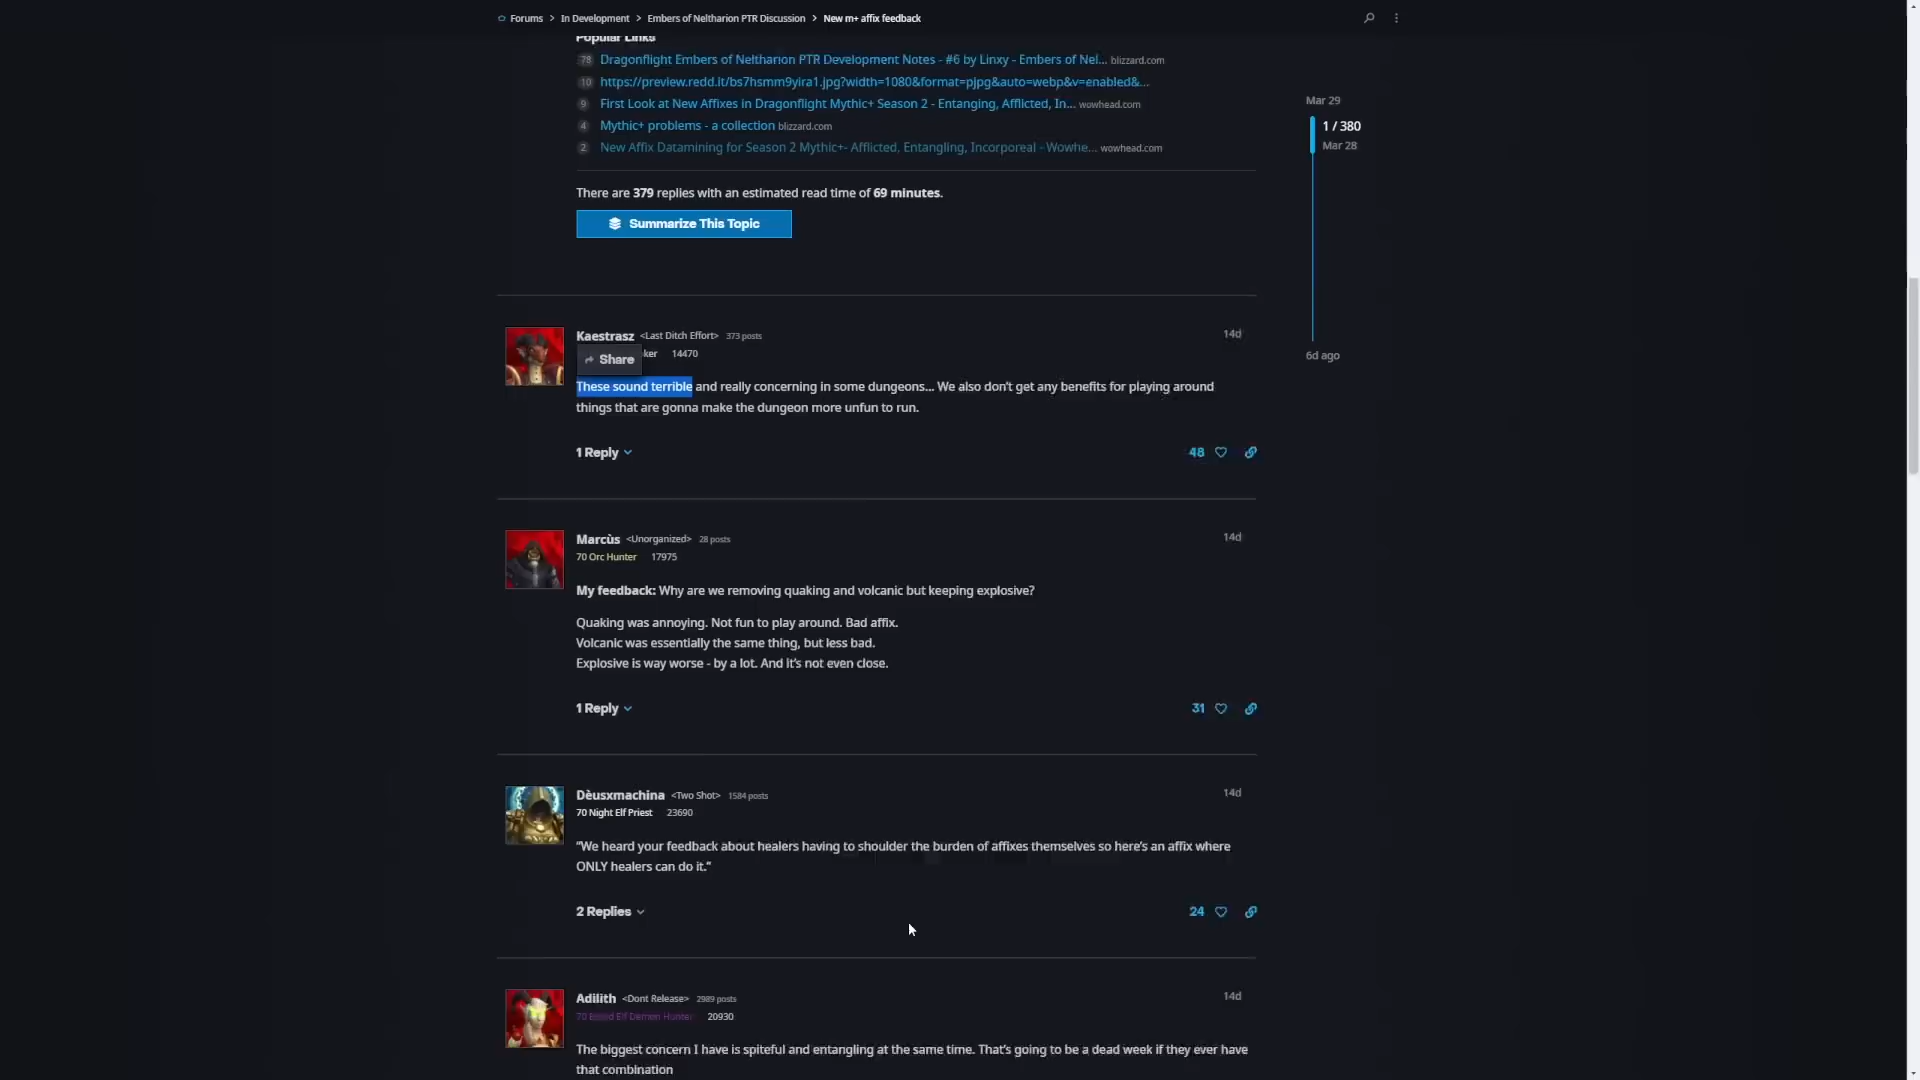 Forums > In Development > Embers of Neltharion PTR Discussion > New m+ affix feedback
Popular Links
78 Dragonflight Embers of Neltharion PTR Development Notes - #6 by Linxy - Embers of Nel... blizzard.com
10 https://preview.redd.it/bs7hsmm9yira1.jpg?width=1080&format=pjpg&auto=webp&v=enabled&...
9 First Look at New Affixes in Dragonflight Mythic+ Season 2 - Entanging, Afflicted, In... wowhead.com
4 Mythic+ problems - a collection blizzard.com
2 New Affix Datamining for Season 2 Mythic+- Afflicted, Entangling, Incorporeal - Wowhe... wowhead.com
Mar 29
1 / 380
Mar 28
6d ago
There are 379 replies with an estimated read time of 69 minutes.
Summarize This Topic
Kaestrasz <Last Ditch Effort> 373 posts 14d
ker 14470
Share
These sound terrible and really concerning in some dungeons... We also don't get any benefits for playing around
things that are gonna make the dungeon more unfun to run.
1 Reply 48
Marcùs <Unorganized> 28 posts 14d
70 Orc Hunter 17975
My feedback: Why are we removing quaking and volcanic but keeping explosive?
Quaking was annoying. Not fun to play around. Bad affix.
Volcanic was essentially the same thing, but less bad.
Explosive is way worse - by a lot. And it's not even close.
1 Reply 31
Dèusxmachina <Two Shot> 1584 posts 14d
70 Night Elf Priest 23690
"We heard your feedback about healers having to shoulder the burden of affixes themselves so here's an affix where
ONLY healers can do it."
2 Replies 24
Adilith <Dont Release> 2989 posts 14d
70 Blood Elf Demon Hunter 20930
The biggest concern I have is spiteful and entangling at the same time. That's going to be a dead week if they ever have
that combination